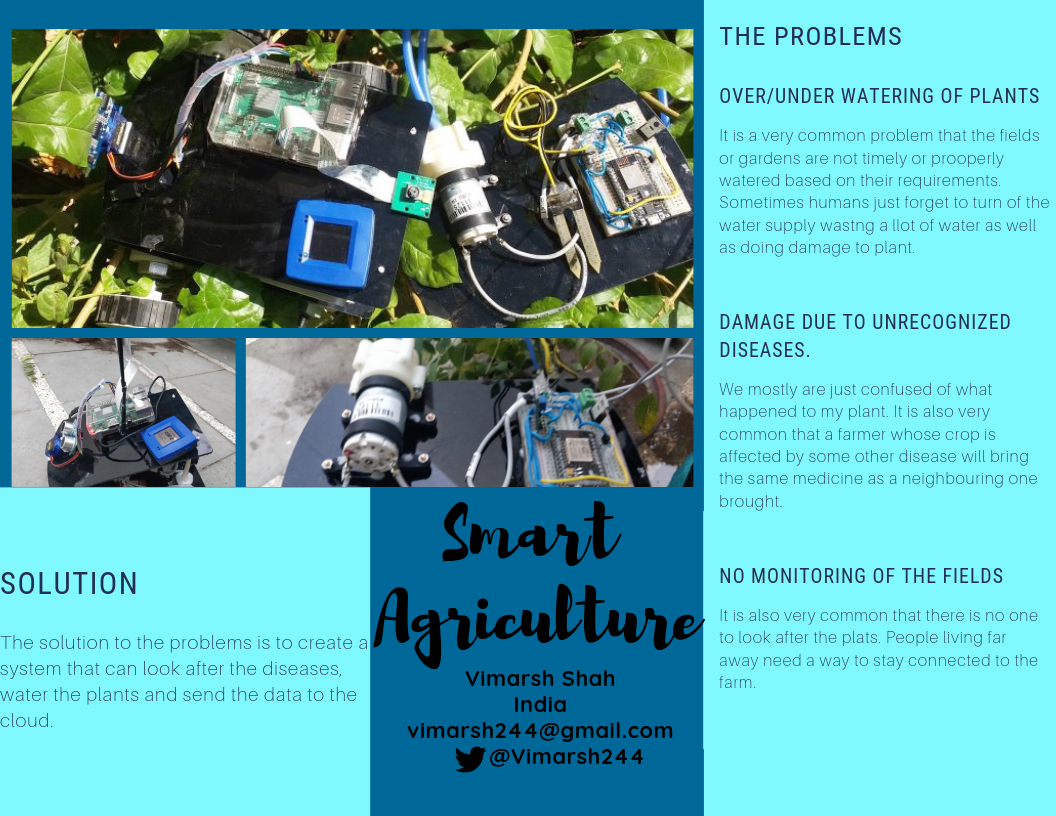 THE PROBLEMS
OVER/UNDER WATERING OF PLANTS
It is a very common problem that the fields
or gardens are not timely or prooperly
watered based on their requirements.
Sometimes humans just forget to turn of the
water supply wastng a llot of water as well
as doing damage to plant.
DAMAGE DUE TO UNRECOGNIZED
DISEASES.
We mostly are just confused of what
happened to my plant. It is also very
common that a farmer whose crop is
affected by some other disease will bring
the same medicine as a neighbouring one
brought.
NO MONITORING OF THE FIELDS
It is also very common that there is no one
to look after the plats. People living far
away need a way to stay connected to the
farm.
SOLUTION
The solution to the problems is to create a
system that can look after the diseases,
water the plants and send the data to the
cloud.
Smart
Agriculture
Vimarsh Shah
India
vimarsh244@gmail.com
@Vimarsh244